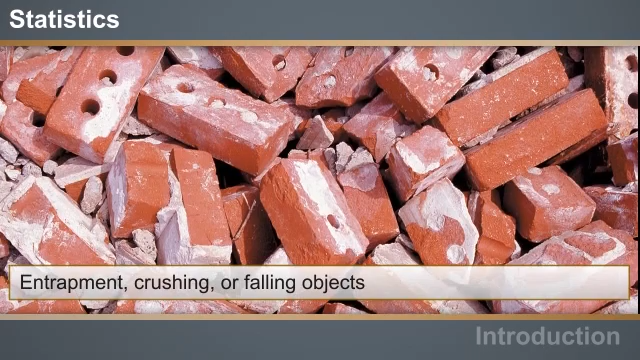 Statistics
Entrapment, crushing, or falling objects
Introduction